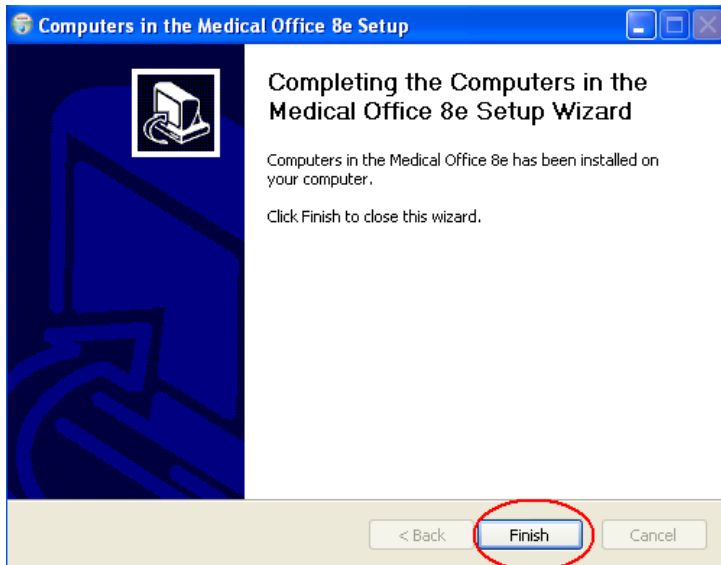 Computers in the Medical Office 8e Setup
Completing the Computers in the
Medical Office 8e Setup Wizard
Computers in the Medical Office 8e has been installed on
your computer.
Click Finish to close this wizard.
< Back
Finish
Cancel